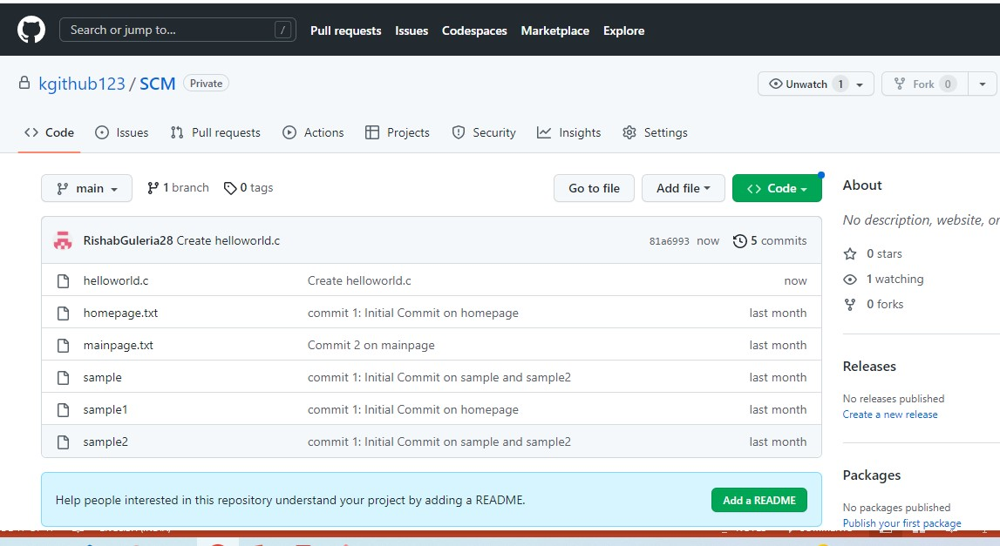 Search or jump to... /
Pull requests Issues Codespaces Marketplace Explore
kgithub123 / SCM Private
Unwatch 1 Fork 0
Code Issues Pull requests Actions Projects Security Insights Settings
main 1 branch 0 tags Go to file Add file Code
RishabGuleria28 Create helloworld.c 81a6993 now 5 commits
helloworld.c Create helloworld.c now
homepage.txt commit 1: Initial Commit on homepage last month
mainpage.txt Commit 2 on mainpage last month
sample commit 1: Initial Commit on sample and sample2 last month
sample1 commit 1: Initial Commit on homepage last month
sample2 commit 1: Initial Commit on sample and sample2 last month
Help people interested in this repository understand your project by adding a README. Add a README
About
No description, website, or
0 stars
1 watching
0 forks
Releases
No releases published
Create a new release
Packages
No packages published
Publish your first package